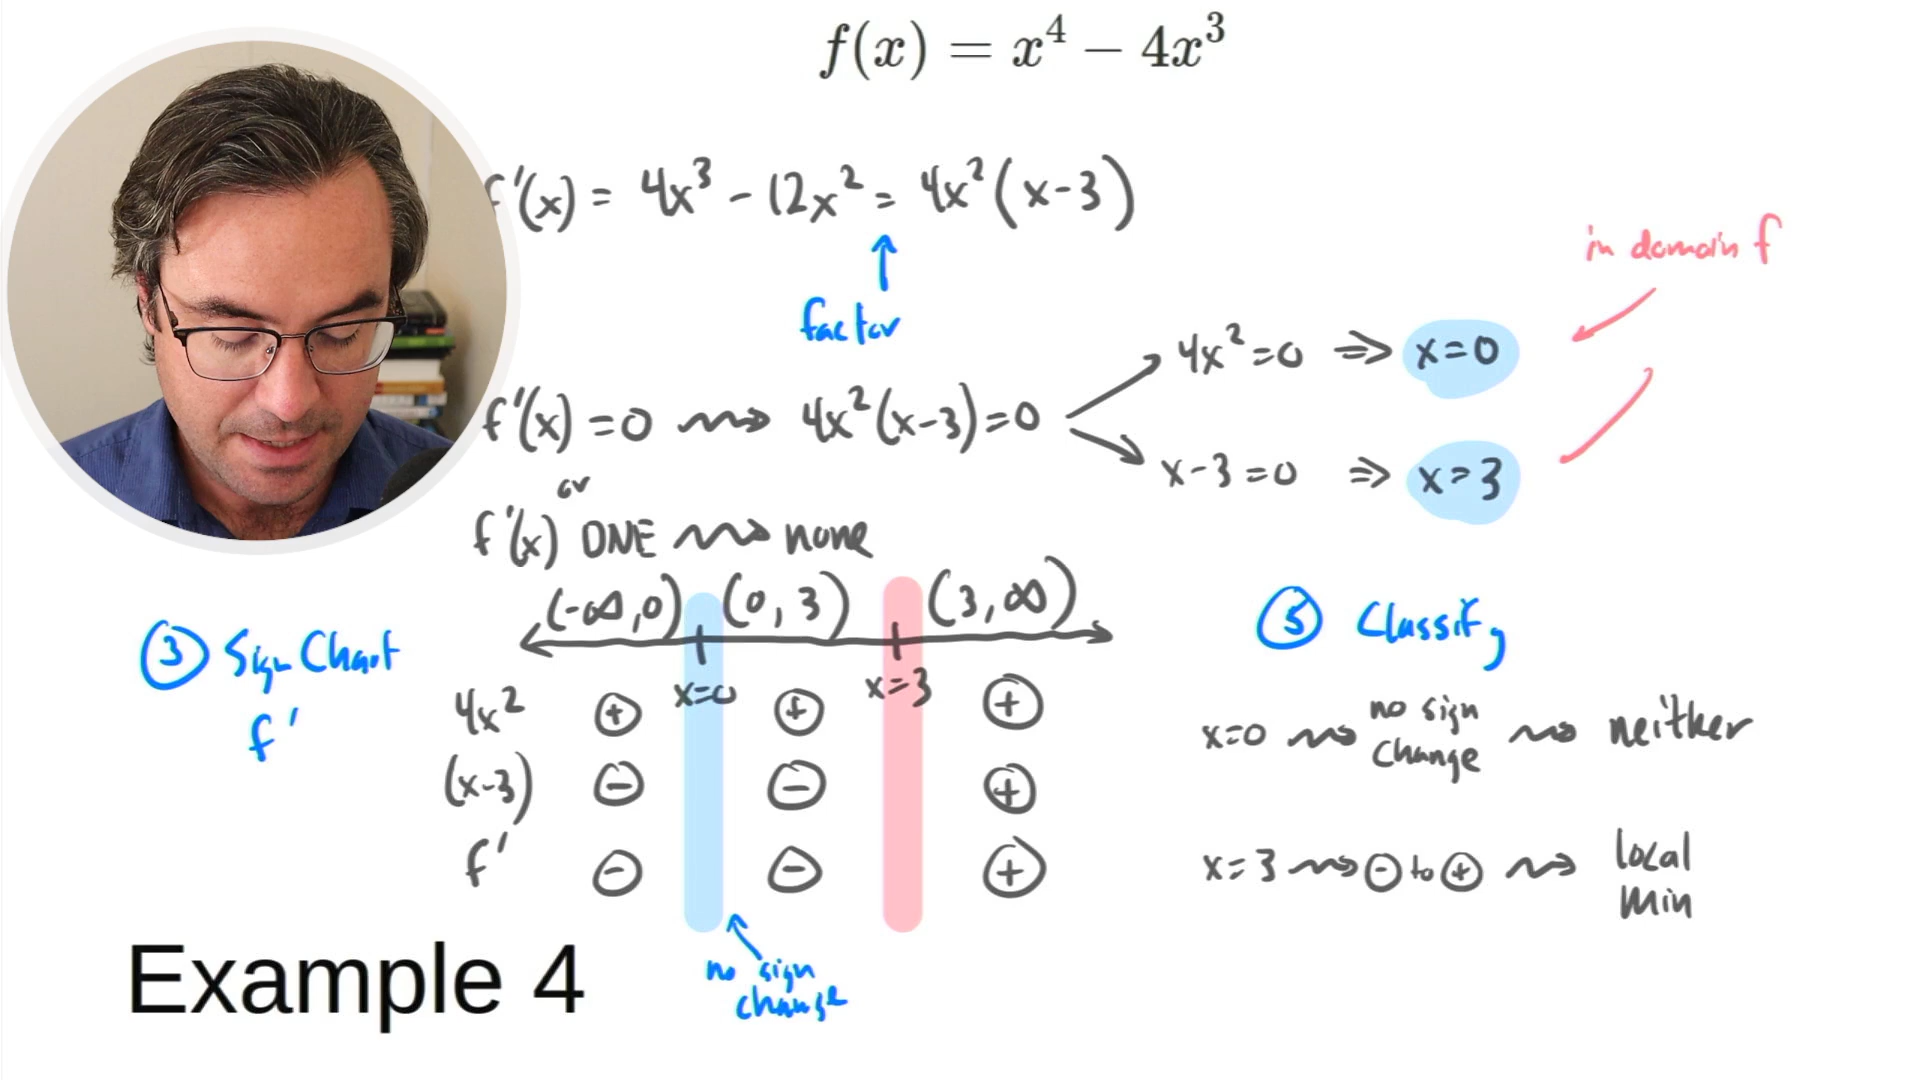 f(x) = x⁴ − 4x³
f'(x) = 4x³ - 12x² = 4x²(x-3)
factor
in domain f
4x²=0 ⇒ x=0
f'(x) =0 ⇝ 4x²(x-3)=0
x-3=0 ⇒ x=3
or
f'(x) DNE ⇝ none
(-∞,0) (0,3) (3,∞)
x=0 x=3
③ Sign Chart
f'
4x² ⊕ ⊕ ⊕
(x-3) ⊖ ⊖ ⊕
f' ⊖ ⊖ ⊕
no sign
change
⑤ Classify
x=0 ⇝ no sign change ⇝ neither
x=3 ⇝ ⊖ to ⊕ ⇝ local min
Example 4